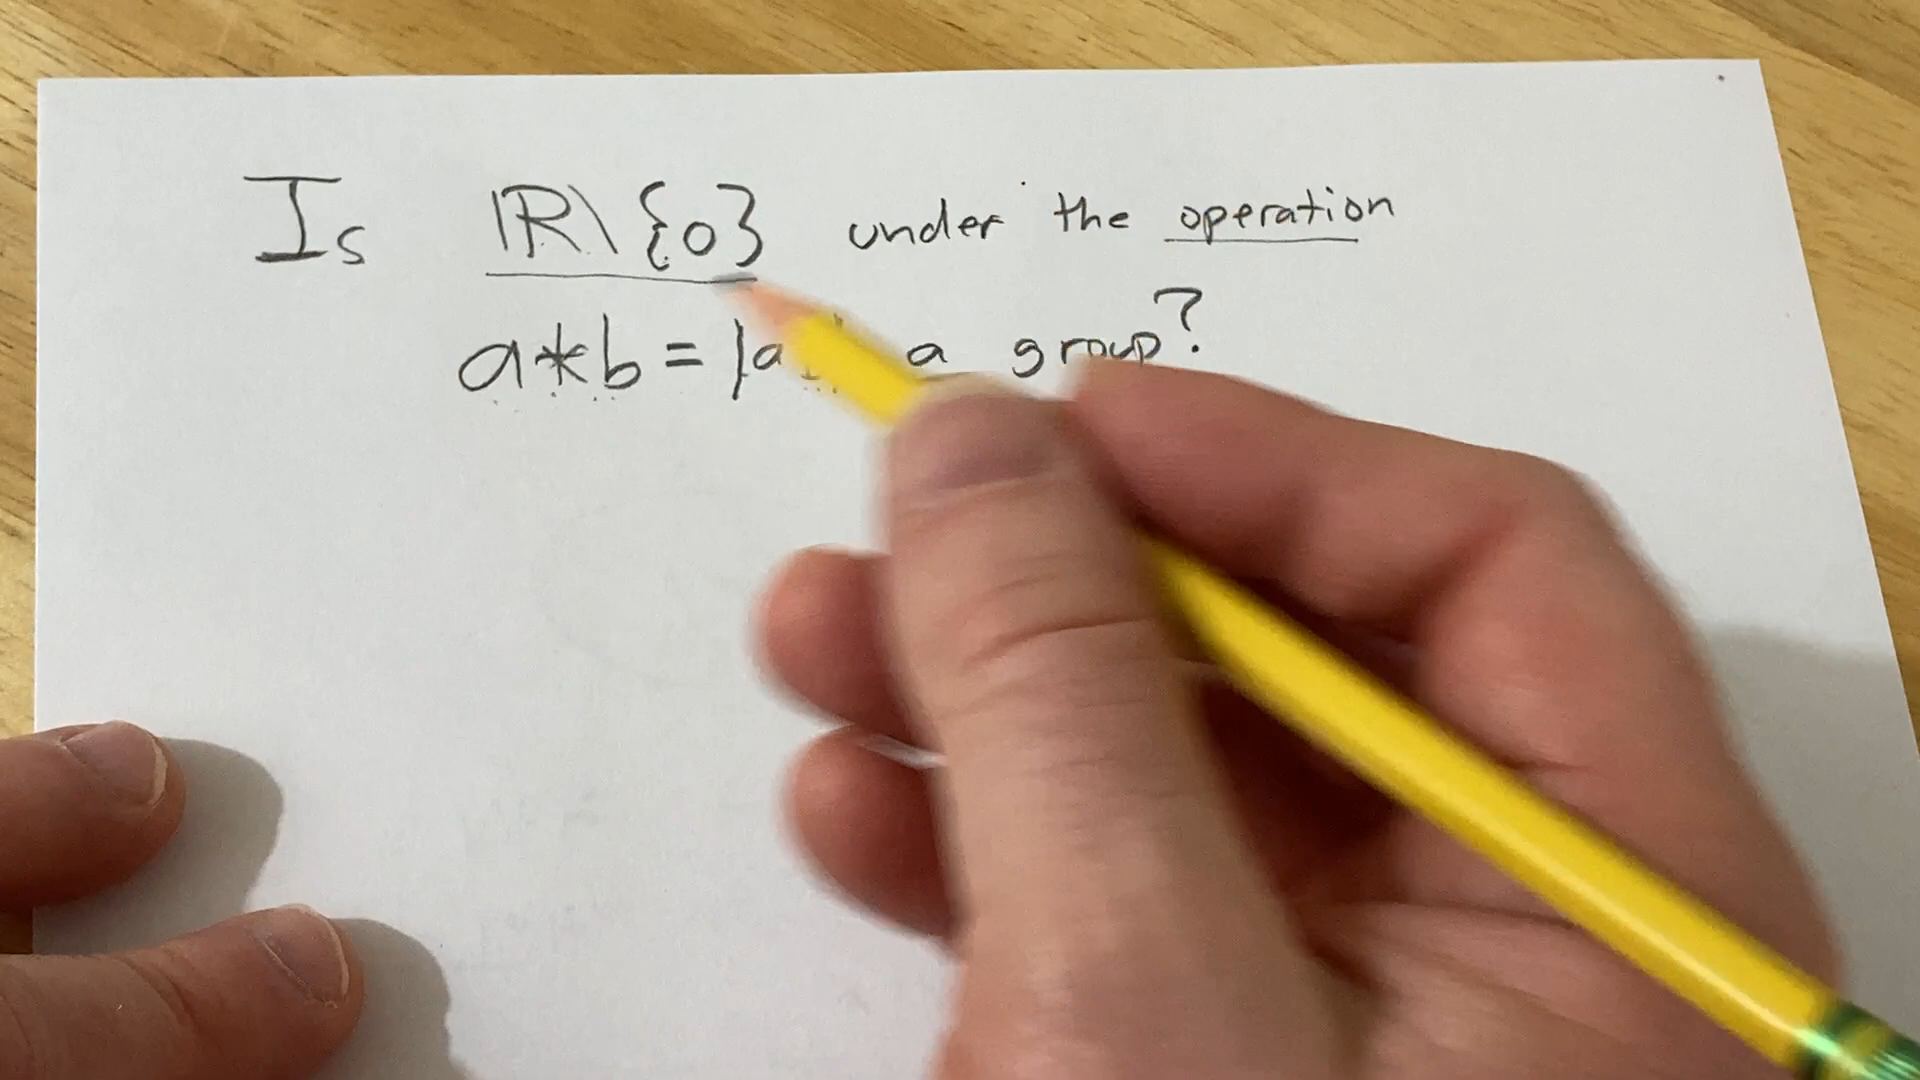 Is ℝ\{0} under the operation
a*b = |a a group?